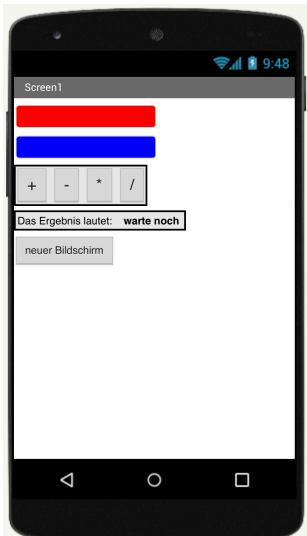 9:48
Screen1
+ - * /
Das Ergebnis lautet: warte noch
neuer Bildschirm